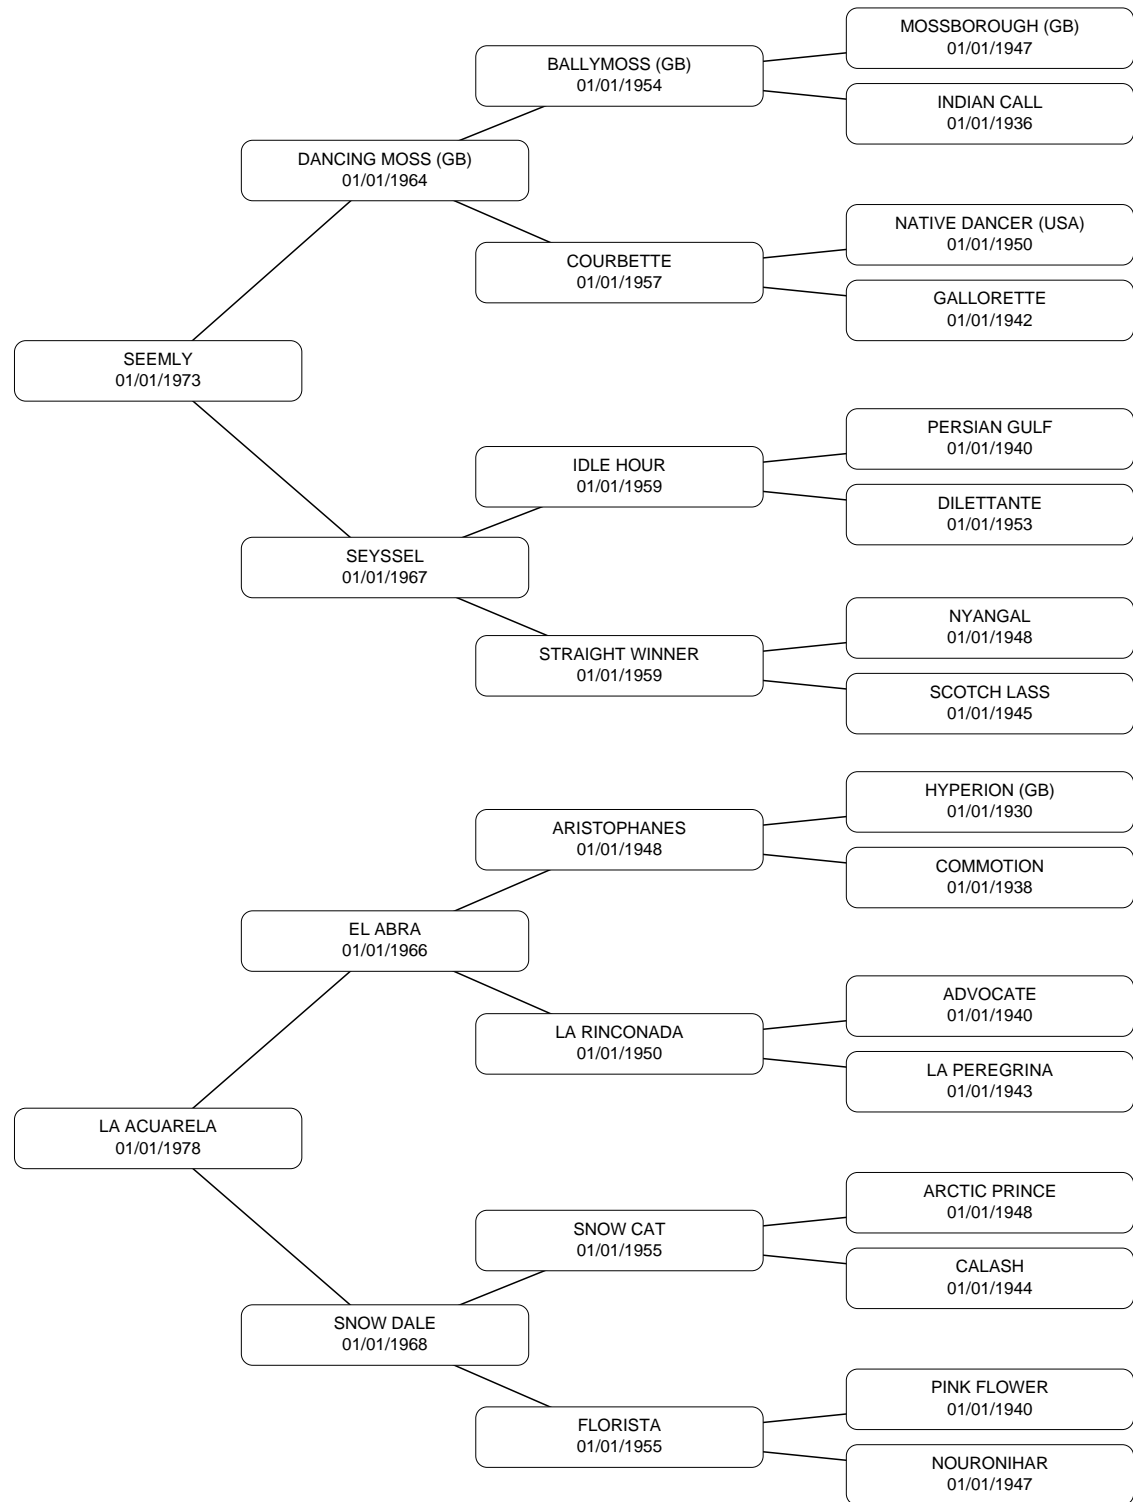 MOSSBOROUGH (GB)
01/01/1947
BALLYMOSS (GB)
01/01/1954
INDIAN CALL
01/01/1936
DANCING MOSS (GB)
01/01/1964
NATIVE DANCER (USA)
01/01/1950
COURBETTE
01/01/1957
GALLORETTE
01/01/1942
SEEMLY
01/01/1973
PERSIAN GULF
01/01/1940
IDLE HOUR
01/01/1959
DILETTANTE
01/01/1953
SEYSSEL
01/01/1967
NYANGAL
01/01/1948
STRAIGHT WINNER
01/01/1959
SCOTCH LASS
01/01/1945
HYPERION (GB)
01/01/1930
ARISTOPHANES
01/01/1948
COMMOTION
01/01/1938
EL ABRA
01/01/1966
ADVOCATE
01/01/1940
LA RINCONADA
01/01/1950
LA PEREGRINA
01/01/1943
LA ACUARELA
01/01/1978
ARCTIC PRINCE
01/01/1948
SNOW CAT
01/01/1955
CALASH
01/01/1944
SNOW DALE
01/01/1968
PINK FLOWER
01/01/1940
FLORISTA
01/01/1955
NOURONIHAR
01/01/1947